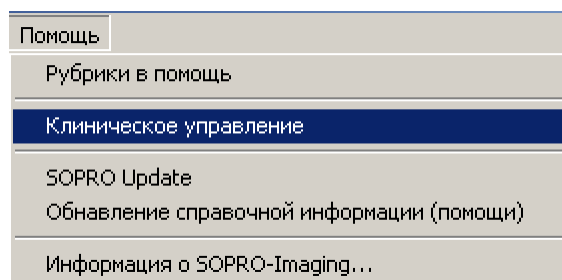 Помощь
Рубрики в помощь
Клиническое управление
SOPRO Update
Обнавление справочной информации (помощи)
Информация о SOPRO-Imaging...